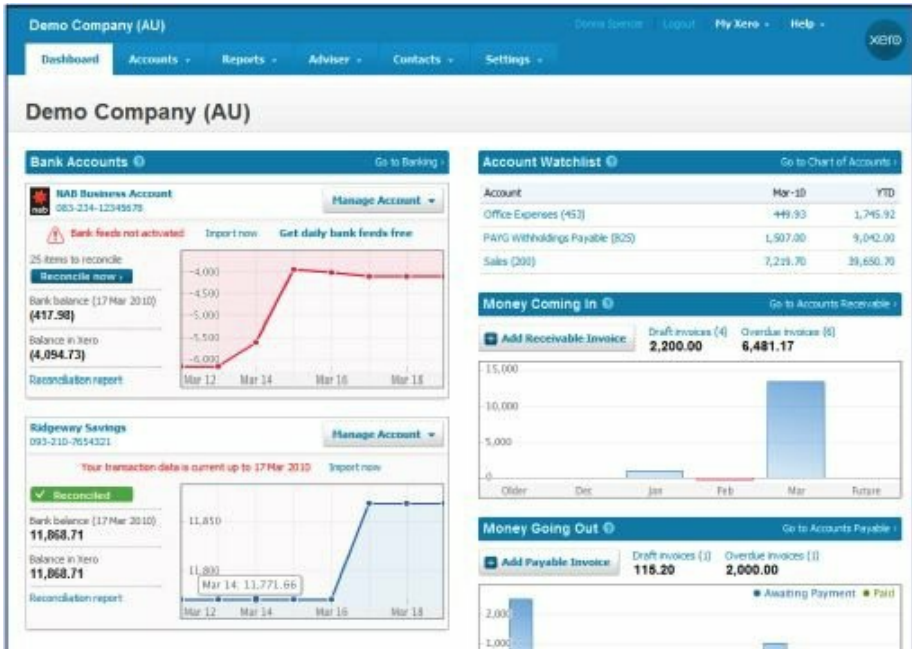 Demo Company (AU)
Donna Spencer Logout My Xero Help
xero
Dashboard Accounts Reports Adviser Contacts Settings
Demo Company (AU)
Bank Accounts Go to Banking ›
NAB Business Account
083-234-12345678
nab
Manage Account
Bank feeds not activated Import now Get daily bank feeds free
25 items to reconcile
Reconcile now ›
Bank balance (17 Mar 2010)
(417.98)
Balance in Xero
(4,094.73)
Reconciliation report
-4,000
-4,500
-5,000
-5,500
-6,000
Mar 12 Mar 14 Mar 16 Mar 18
Ridgeway Savings
093-210-7654321
Manage Account
Your transaction data is current up to 17 Mar 2010 Import now
Reconciled
Bank balance (17 Mar 2010)
11,868.71
Balance in Xero
11,868.71
Reconciliation report
11,850
11,800
Mar 14, 11,771.66
Mar 12 Mar 14 Mar 16 Mar 18
Account Watchlist Go to Chart of Accounts ›
Account Mar-10 YTD
Office Expenses (453) 449.93 1,745.92
PAYG Withholdings Payable (825) 1,507.00 9,042.00
Sales (200) 7,219.70 39,650.70
Money Coming In Go to Accounts Receivable ›
Add Receivable Invoice
Draft invoices (4) Overdue invoices (6)
2,200.00 6,481.17
15,000
10,000
5,000
0
Older Dec Jan Feb Mar Future
Money Going Out Go to Accounts Payable ›
Add Payable Invoice
Draft invoices (1) Overdue invoices (1)
116.20 2,000.00
Awaiting Payment Paid
2,000
1,000